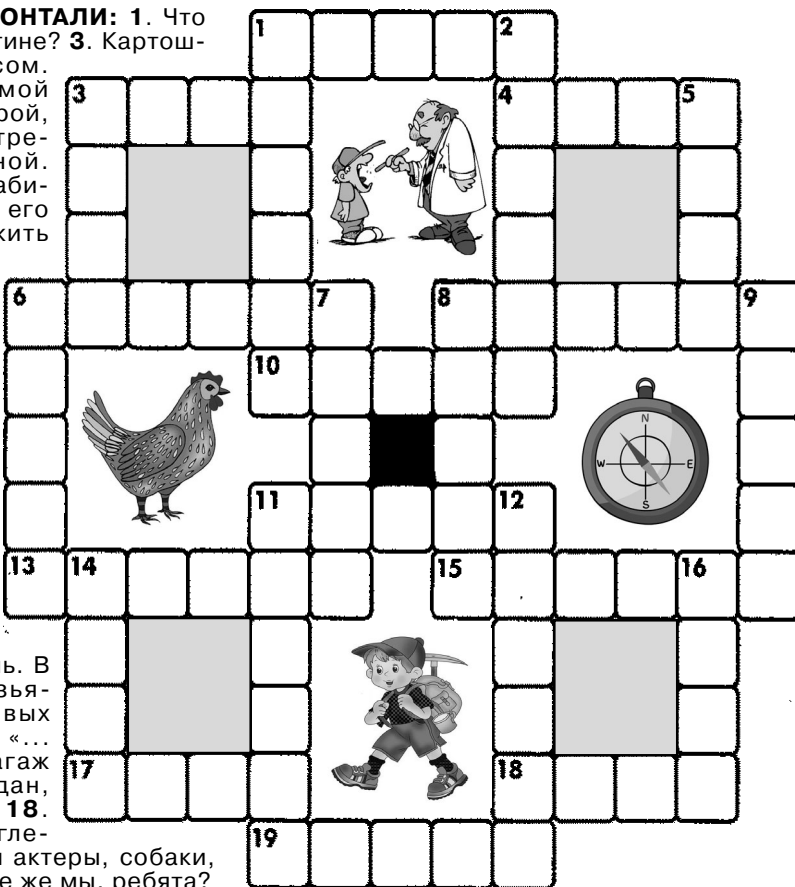 ОНТАЛИ: 1. Что
тине? 3. Картош-
сом.
мой
рой,
тре-
ной.
аби-
его
жить
1 2
3 4 5
6 7 8 9
10
N
W E
S
11 12
13 14 15 16
ь. В
зья-
вых
«...
агаж
дан,
18.
гле-
актеры, собаки,
е же мы, ребята?
17 18
19